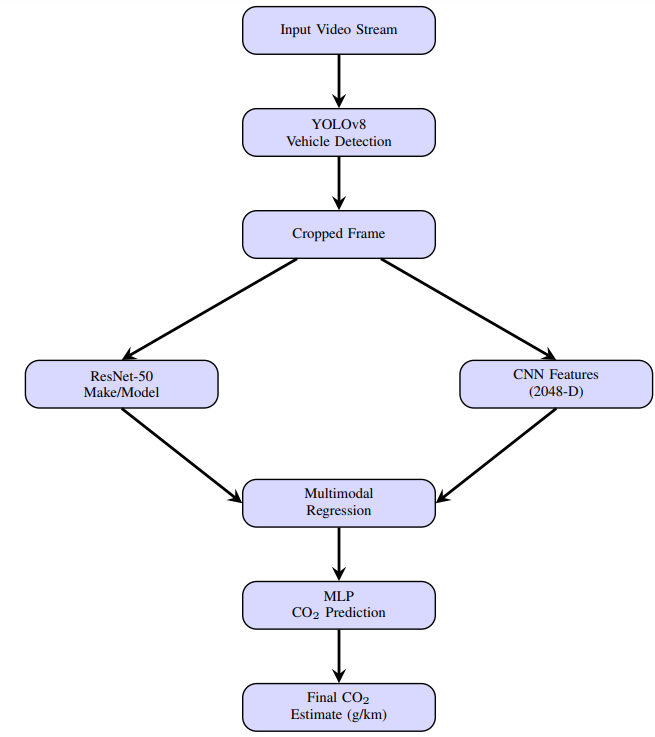 Input Video Stream
YOLOv8
Vehicle Detection
Cropped Frame
ResNet-50
Make/Model
CNN Features
(2048-D)
Multimodal
Regression
MLP
CO₂ Prediction
Final CO₂
Estimate (g/km)